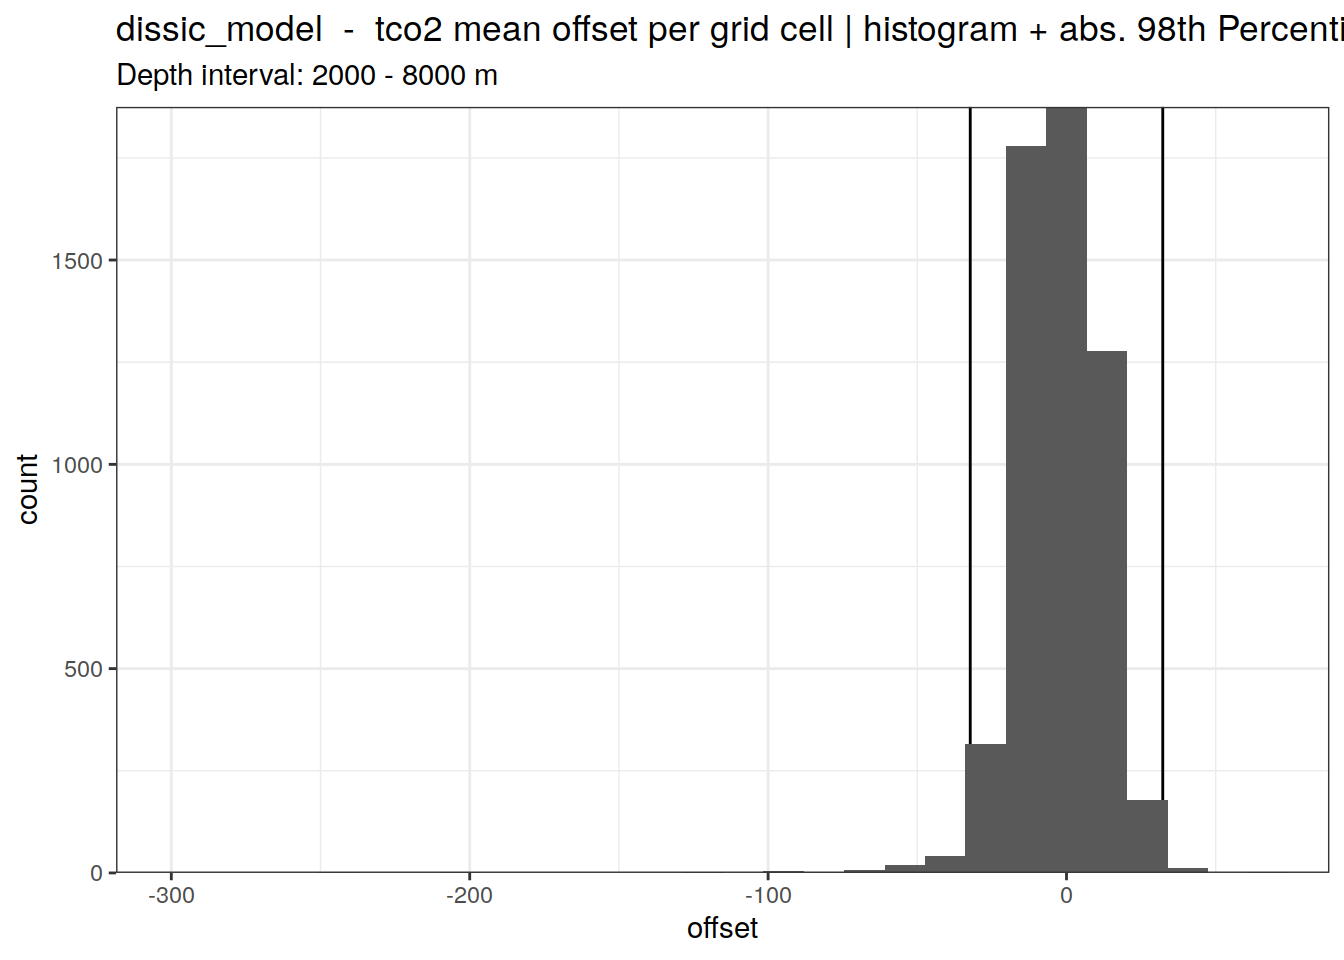 dissic_model  -  tco2 mean offset per grid cell | histogram + abs. 98th Percenti
Depth interval: 2000 - 8000 m
1500
1000
500
0
count
-300
-200
-100
0
offset